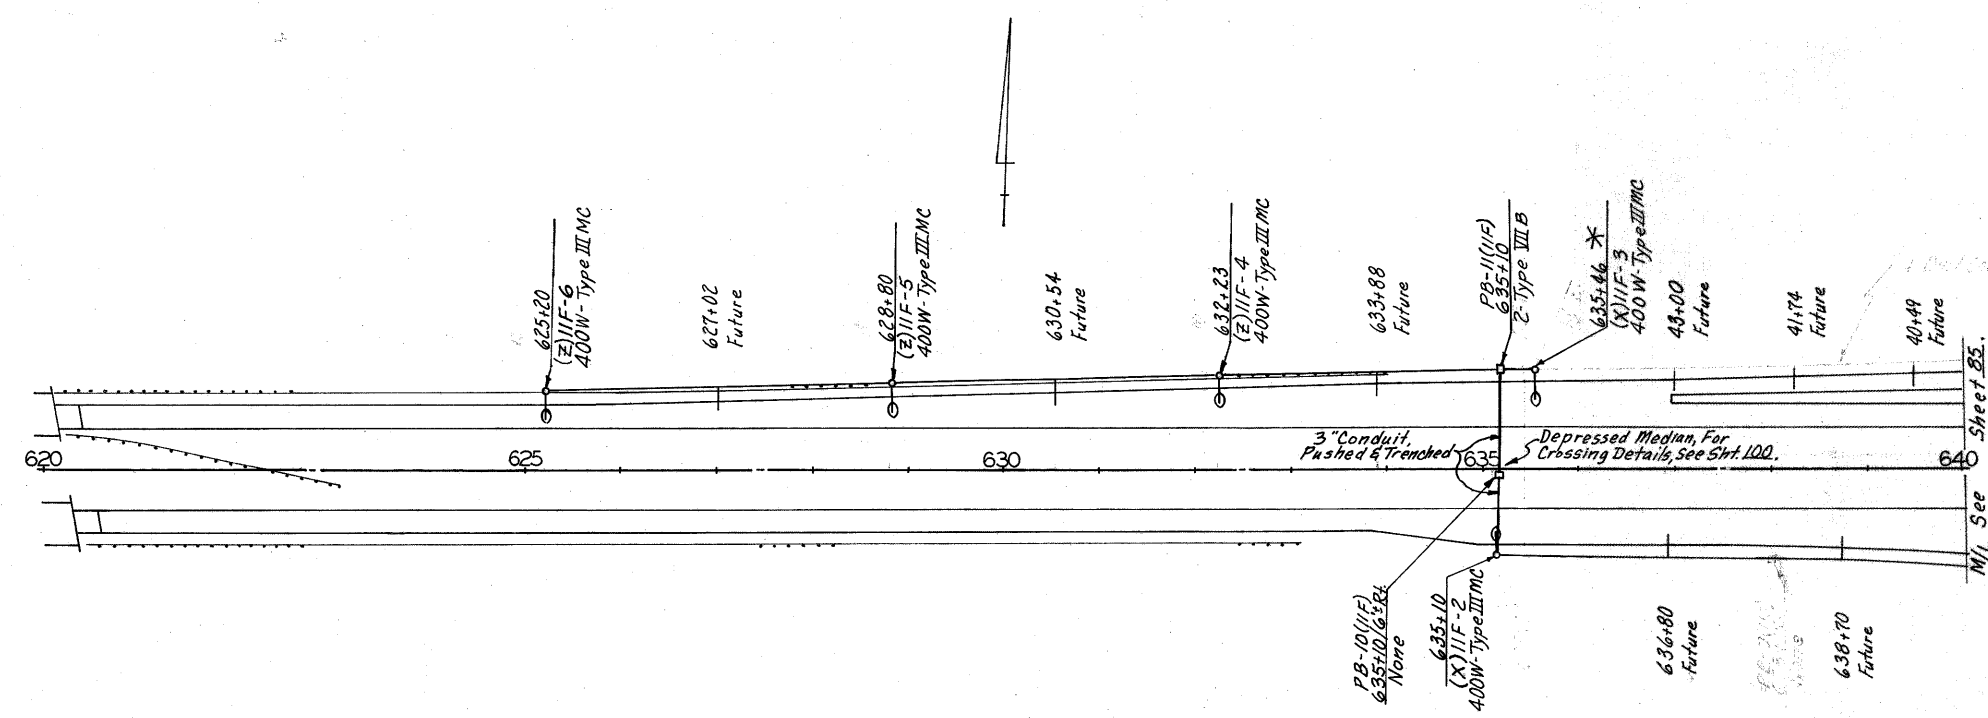 625+20
(Z)11F-6
400W-Type III MC
627+02
Future
628+80
(Z)11F-5
400W-Type III MC
630+54
Future
632+23
(Z)11F-4
400W-Type III MC
633+88
Future
PB-11(11F)
635+10
2-Type VII B
635+46 *
(X)11F-3
400W-Type III MC
43+00
Future
41+74
Future
40+49
Future
3" Conduit,
Pushed & Trenched
Depressed Median, For
Crossing Details, See Sht. 100.
620
625
630
635
640
M/L See Sheet 85.
PB-10(11F)
635+10/6'± Rt.
None
635+10
(X)11F-2
400W-Type III MC
636+80
Future
638+70
Future